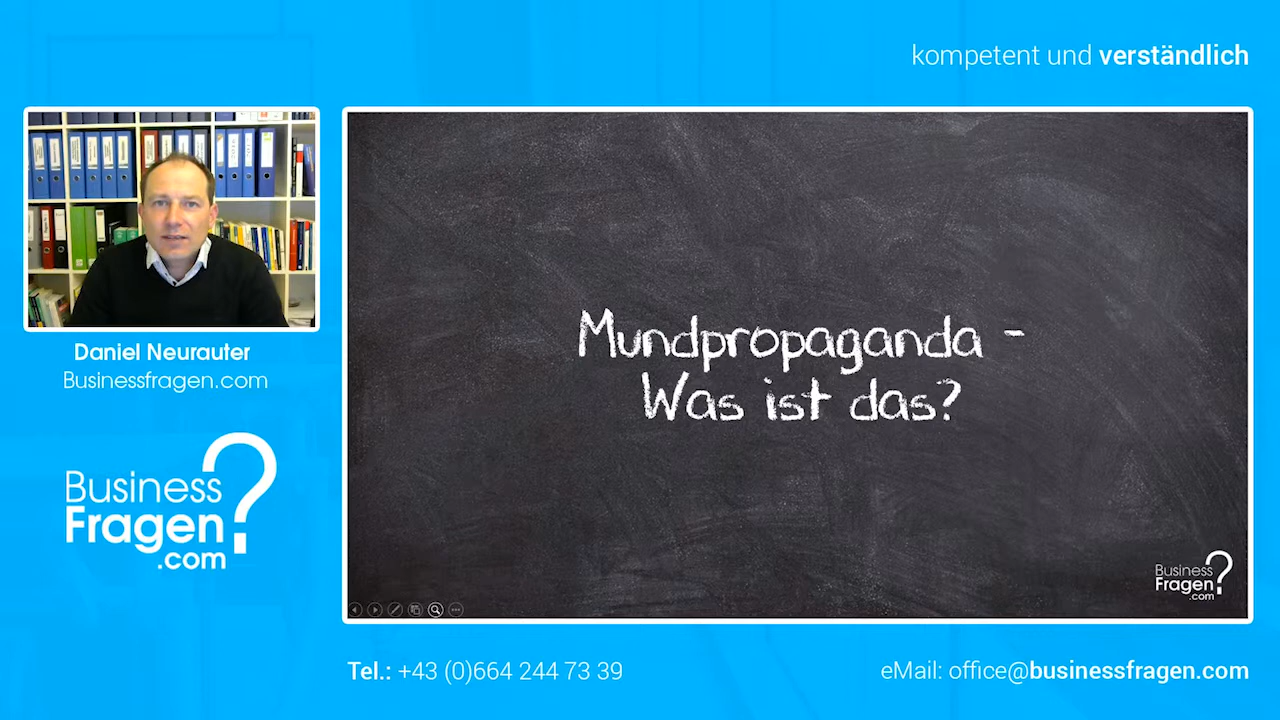 kompetent und verständlich
Daniel Neurauter
Businessfragen.com
Business
Fragen
.com
?
Mundpropaganda -
Was ist das?
Business
Fragen
.com
?
Tel.: +43 (0)664 244 73 39
eMail: office@businessfragen.com